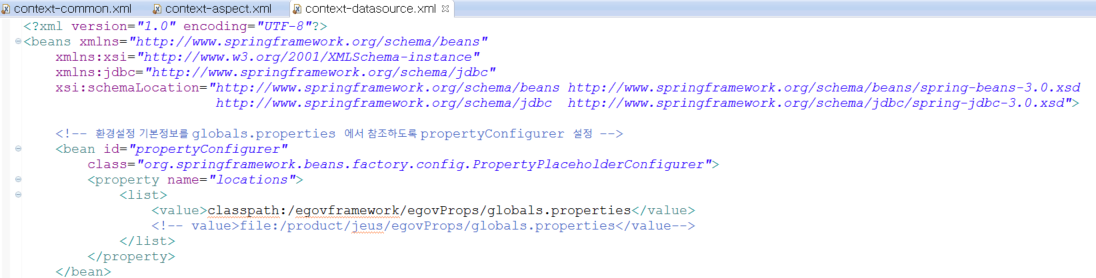 context-common.xml context-aspect.xml context-datasource.xml
<?xml version="1.0" encoding="UTF-8"?>
<beans xmlns="http://www.springframework.org/schema/beans"
xmlns:xsi="http://www.w3.org/2001/XMLSchema-instance"
xmlns:jdbc="http://www.springframework.org/schema/jdbc"
xsi:schemaLocation="http://www.springframework.org/schema/beans http://www.springframework.org/schema/beans/spring-beans-3.0.xsd
http://www.springframework.org/schema/jdbc http://www.springframework.org/schema/jdbc/spring-jdbc-3.0.xsd">
<!-- 환경설정 기본정보를 globals.properties 에서 참조하도록 propertyConfigurer 설정 -->
<bean id="propertyConfigurer"
class="org.springframework.beans.factory.config.PropertyPlaceholderConfigurer">
<property name="locations">
<list>
<value>classpath:/egovframework/egovProps/globals.properties</value>
<!-- value>file:/product/jeus/egovProps/globals.properties</value-->
</list>
</property>
</bean>